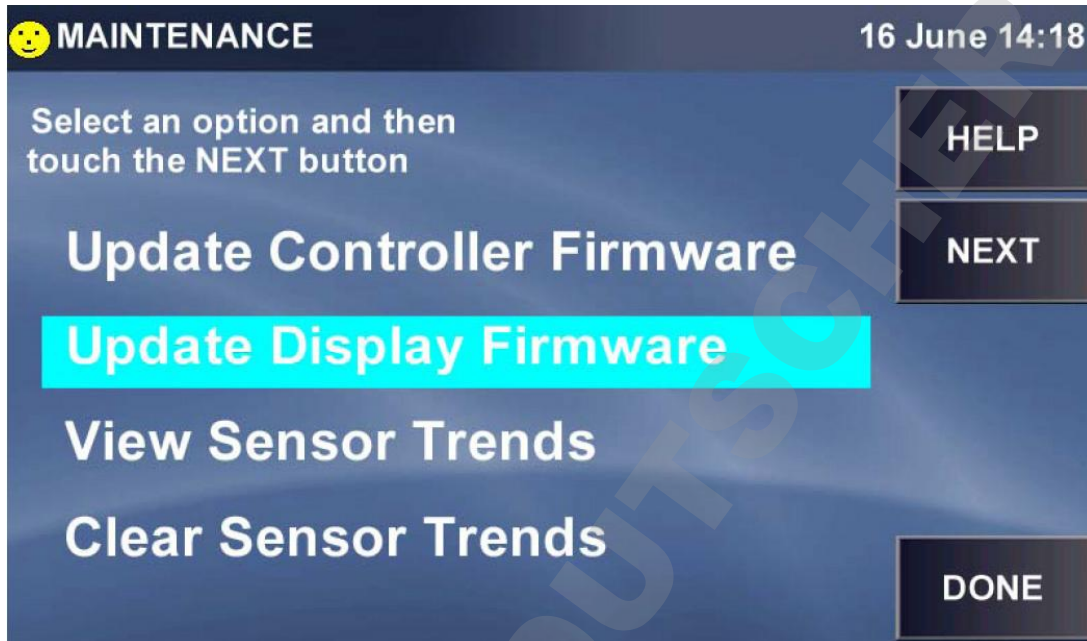 MAINTENANCE
16 June 14:18
Select an option and then
touch the NEXT button
HELP
NEXT
Update Controller Firmware
Update Display Firmware
View Sensor Trends
Clear Sensor Trends
DONE